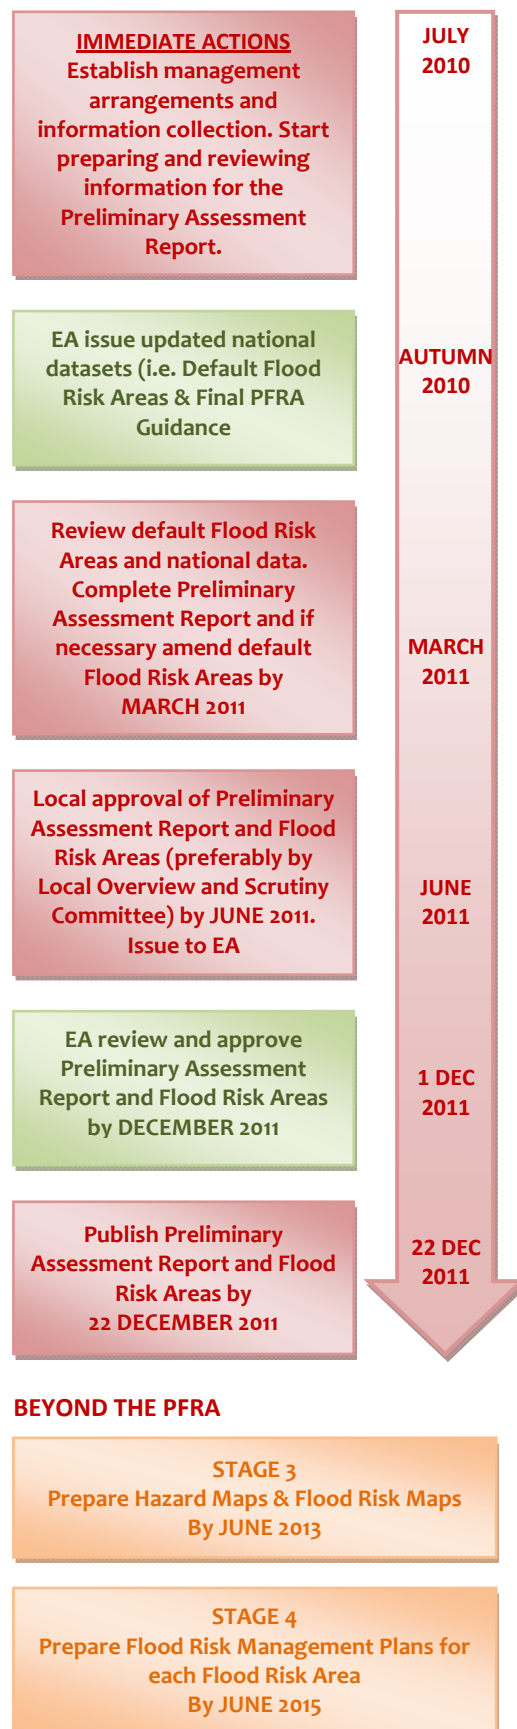 IMMEDIATE ACTIONS
Establish management
arrangements and
information collection. Start
preparing and reviewing
information for the
Preliminary Assessment
Report.
JULY
2010
EA issue updated national
datasets (i.e. Default Flood
Risk Areas & Final PFRA
Guidance
AUTUMN
2010
Review default Flood Risk
Areas and national data.
Complete Preliminary
Assessment Report and if
necessary amend default
Flood Risk Areas by
MARCH 2011
MARCH
2011
Local approval of Preliminary
Assessment Report and Flood
Risk Areas (preferably by
Local Overview and Scrutiny
Committee) by JUNE 2011.
Issue to EA
JUNE
2011
EA review and approve
Preliminary Assessment
Report and Flood Risk Areas
by DECEMBER 2011
1 DEC
2011
Publish Preliminary
Assessment Report and Flood
Risk Areas by
22 DECEMBER 2011
22 DEC
2011
BEYOND THE PFRA
STAGE 3
Prepare Hazard Maps & Flood Risk Maps
By JUNE 2013
STAGE 4
Prepare Flood Risk Management Plans for
each Flood Risk Area
By JUNE 2015